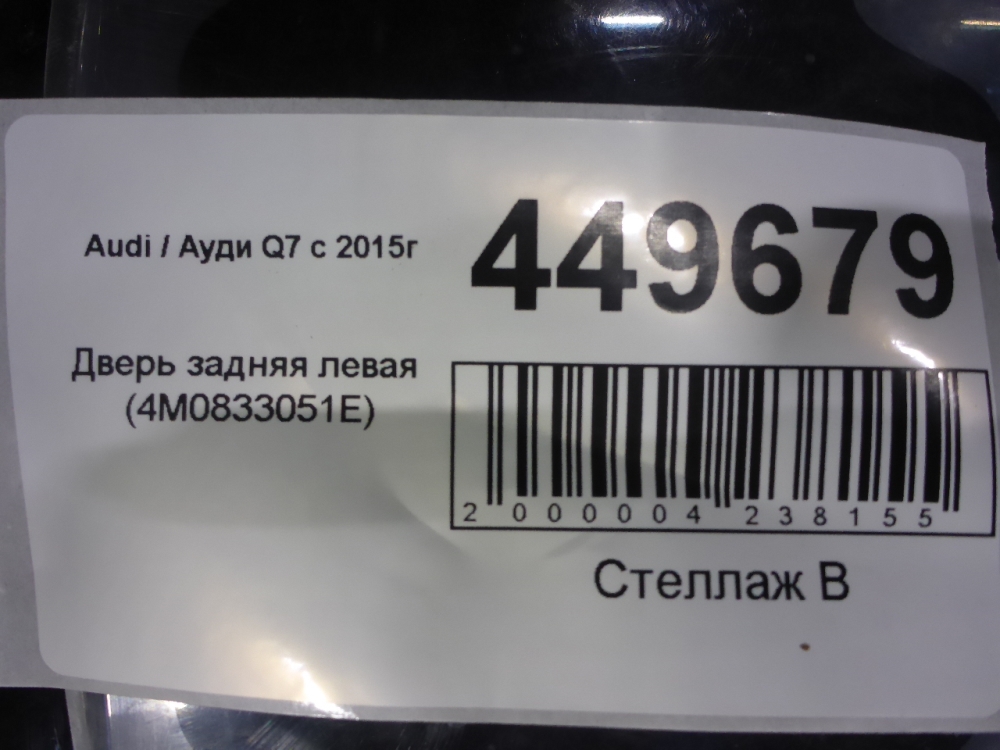 Audi / Ауди Q7 с 2015г
449679
Дверь задняя левая
(4M0833051E)
2 000004 238155
Стеллаж В